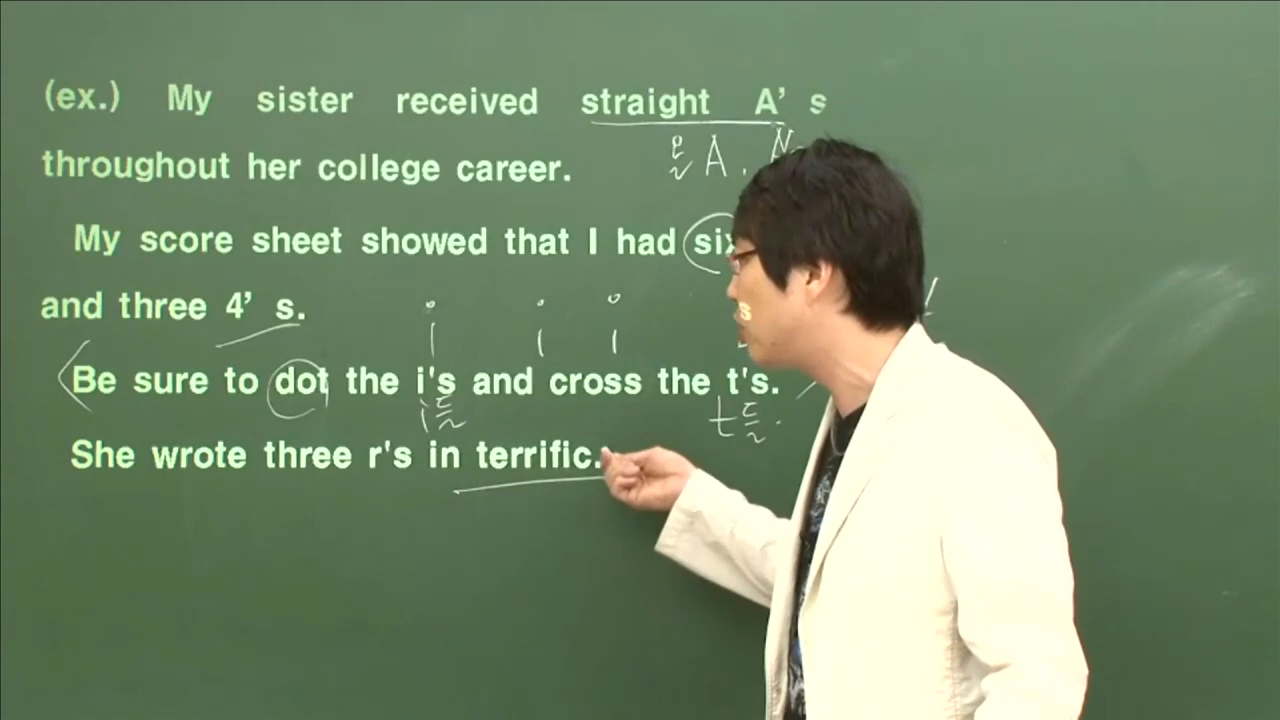 (ex.) My sister received straight A's
throughout her college career.
A.
My score sheet showed that I had
and three 4's.
Be sure to dot the i's and cross the t's.
She wrote three r's in terrific.